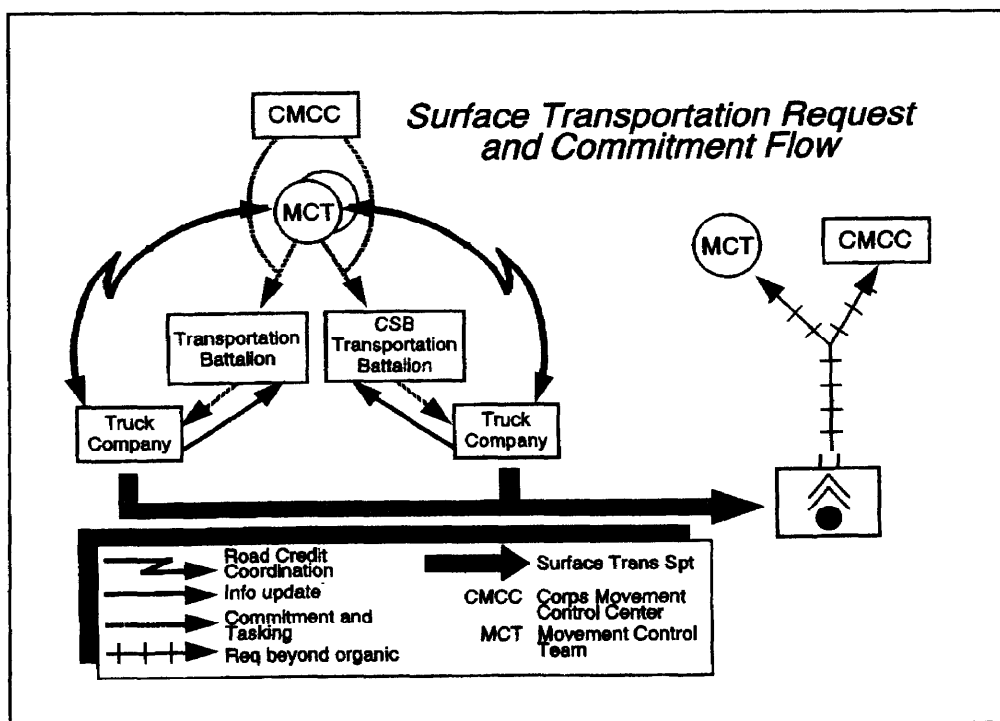 CMCC
Surface Transportation Request
and Commitment Flow
MCT
MCT
CMCC
Transportation
Battalion
CSB
Transportation
Battalion
Truck
Company
Truck
Company
Road Credit
Coordination
Info update
Commitment and
Tasking
Req beyond organic
Surface Trans Spt
CMCC Corps Movement
Control Center
MCT Movement Control
Team